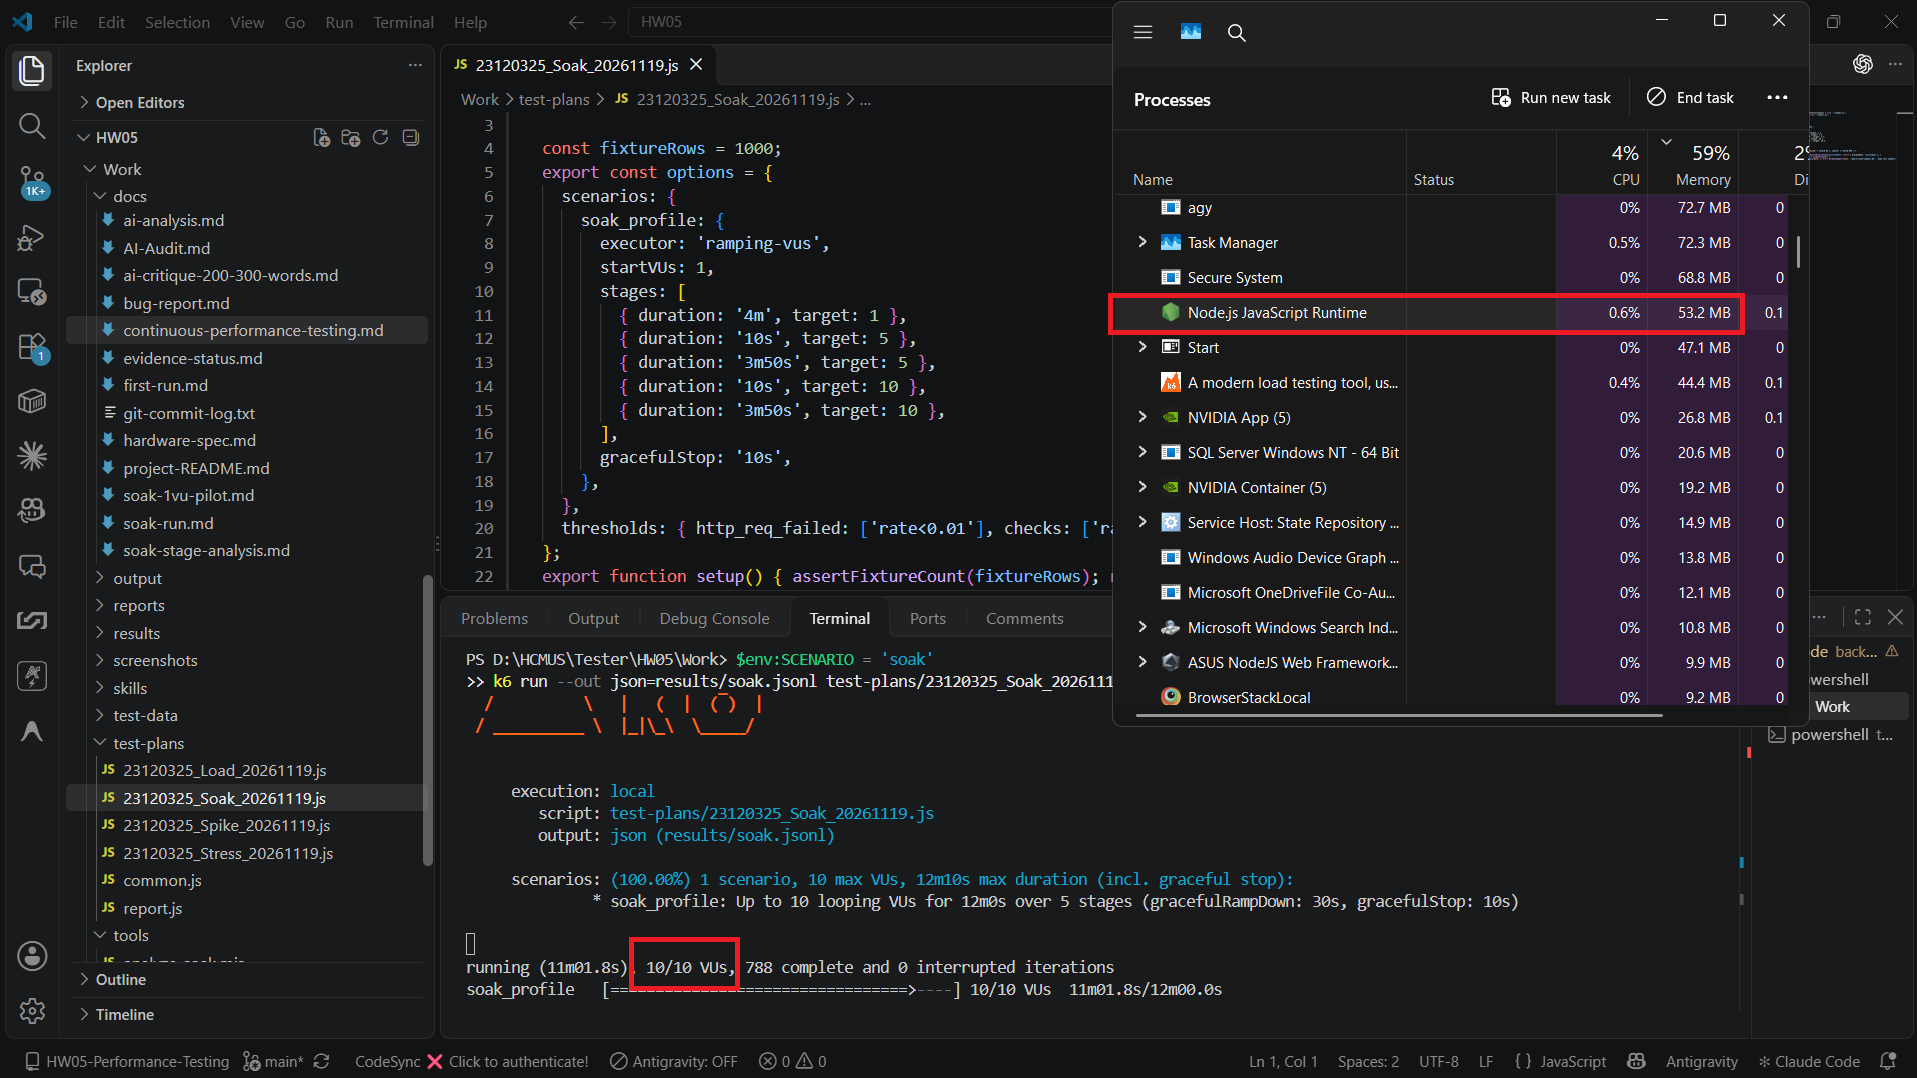 File Edit Selection View Go Run Terminal Help
HW05
Explorer
Open Editors
HW05
Work
docs
ai-analysis.md
AI-Audit.md
ai-critique-200-300-words.md
bug-report.md
continuous-performance-testing.md
evidence-status.md
first-run.md
git-commit-log.txt
hardware-spec.md
project-README.md
soak-1vu-pilot.md
soak-run.md
soak-stage-analysis.md
output
reports
results
screenshots
skills
test-data
test-plans
JS 23120325_Load_20261119.js
JS 23120325_Soak_20261119.js
JS 23120325_Spike_20261119.js
JS 23120325_Stress_20261119.js
JS common.js
JS report.js
tools
Outline
Timeline
1K+
1
JS 23120325_Soak_20261119.js
Work > test-plans > JS 23120325_Soak_20261119.js > ...
3
4 const fixtureRows = 1000;
5 export const options = {
6 scenarios: {
7 soak_profile: {
8 executor: 'ramping-vus',
9 startVUs: 1,
10 stages: [
11 { duration: '4m', target: 1 },
12 { duration: '10s', target: 5 },
13 { duration: '3m50s', target: 5 },
14 { duration: '10s', target: 10 },
15 { duration: '3m50s', target: 10 },
16 ],
17 gracefulStop: '10s',
18 },
19 },
20 thresholds: { http_req_failed: ['rate<0.01'], checks: ['ra
21 };
22 export function setup() { assertFixtureCount(fixtureRows);
Problems Output Debug Console Terminal Ports Comments
PS D:\HCMUS\Tester\HW05\Work> $env:SCENARIO = 'soak'
>> k6 run --out json=results/soak.jsonl test-plans/23120325_Soak_2026111
execution: local
script: test-plans/23120325_Soak_20261119.js
output: json (results/soak.jsonl)
scenarios: (100.00%) 1 scenario, 10 max VUs, 12m10s max duration (incl. graceful stop):
* soak_profile: Up to 10 looping VUs for 12m0s over 5 stages (gracefulRampDown: 30s, gracefulStop: 10s)
running (11m01.8s), 10/10 VUs, 788 complete and 0 interrupted iterations
soak_profile [================================>----] 10/10 VUs 11m01.8s/12m00.0s
Processes
Run new task
End task
4% 59% 2
Name Status CPU Memory Di
agy 0% 72.7 MB 0
Task Manager 0.5% 72.3 MB 0
Secure System 0% 68.8 MB 0
Node.js JavaScript Runtime 0.6% 53.2 MB 0.1
Start 0% 47.1 MB 0
k6 A modern load testing tool, us... 0.4% 44.4 MB 0.1
NVIDIA App (5) 0% 26.8 MB 0.1
SQL Server Windows NT - 64 Bit 0% 20.6 MB 0
NVIDIA Container (5) 0% 19.2 MB 0
Service Host: State Repository ... 0% 14.9 MB 0
Windows Audio Device Graph ... 0% 13.8 MB 0
Microsoft OneDriveFile Co-Au... 0% 12.1 MB 0
Microsoft Windows Search Ind... 0% 10.8 MB 0
ASUS NodeJS Web Framework... 0% 9.9 MB 0
BrowserStackLocal 0% 9.2 MB 0
ode back...
wershell
Work
powershell t...
HW05-Performance-Testing main* CodeSync Click to authenticate! Antigravity: OFF 0 0
Ln 1, Col 1 Spaces: 2 UTF-8 LF {} JavaScript Antigravity Claude Code